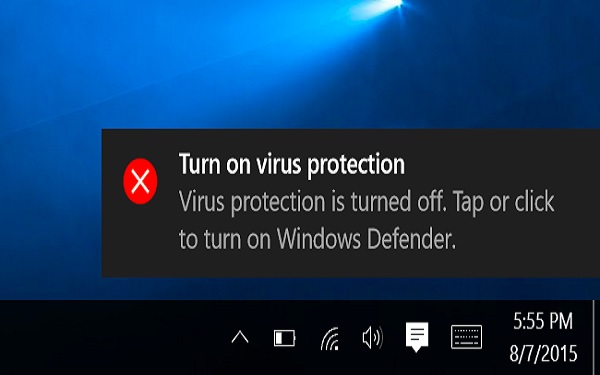 Turn on virus protection
Virus protection is turned off. Tap or click
to turn on Windows Defender.
5:55 PM
8/7/2015